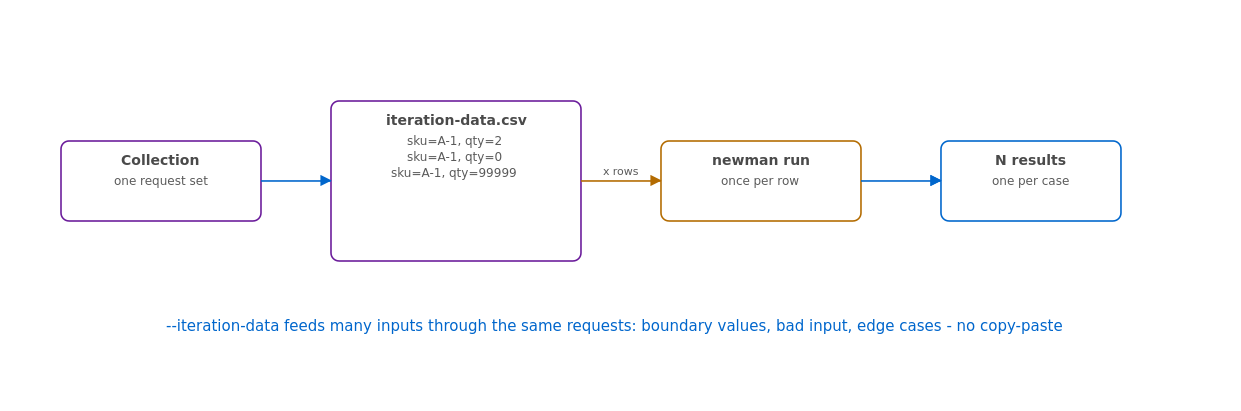 Collection
one request set
iteration-data.csv
sku=A-1, qty=2
sku=A-1, qty=0
sku=A-1, qty=99999
x rows
newman run
once per row
N results
one per case
--iteration-data feeds many inputs through the same requests: boundary values, bad input, edge cases - no copy-paste